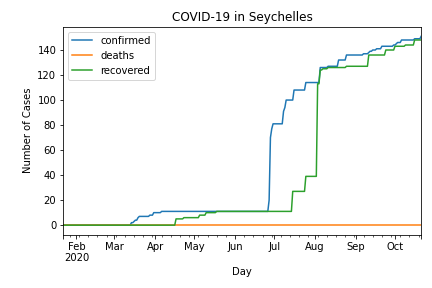 COVID-19 in Seychelles
confirmed
deaths
recovered
Number of Cases
140
120
100
80
60
40
20
0
Feb Mar Apr May Jun Jul Aug Sep Oct
2020
Day